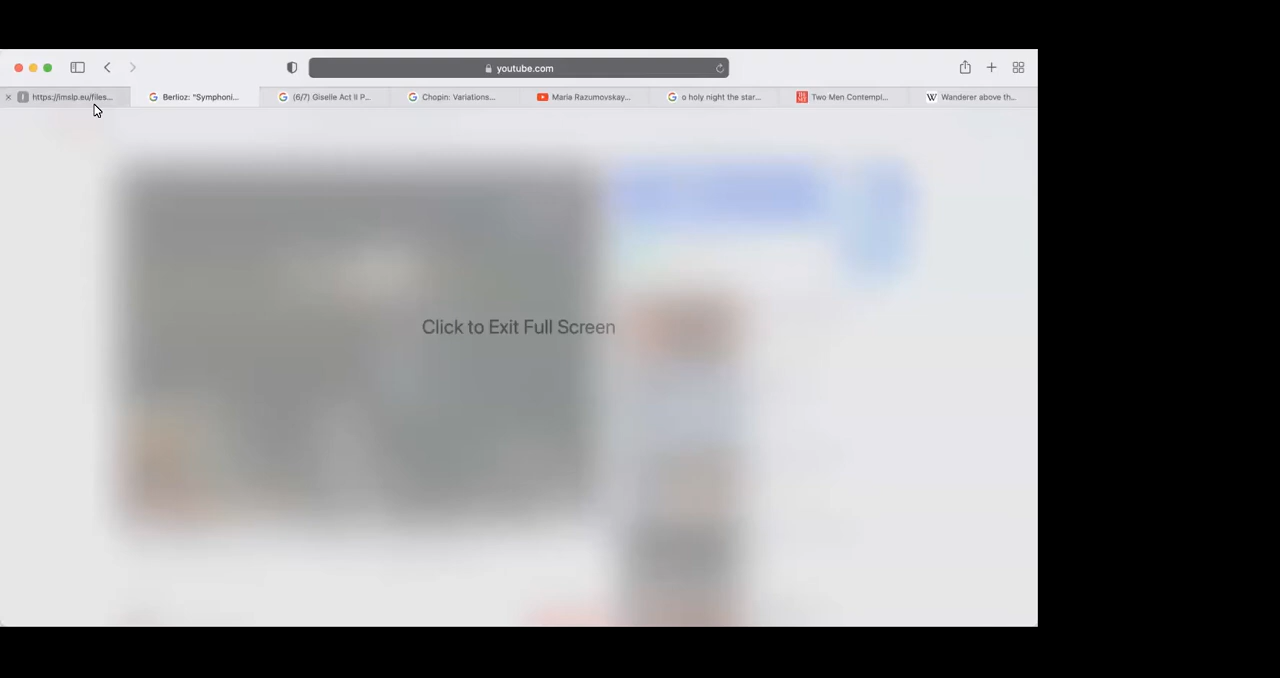 youtube.com
https://imslp.eu/files...
Berlioz: "Symphoni...
(6/7) Giselle Act II P...
Chopin: Variations...
Maria Razumovskay...
o holy night the star...
Two Men Contempl...
Wanderer above th...
Click to Exit Full Screen